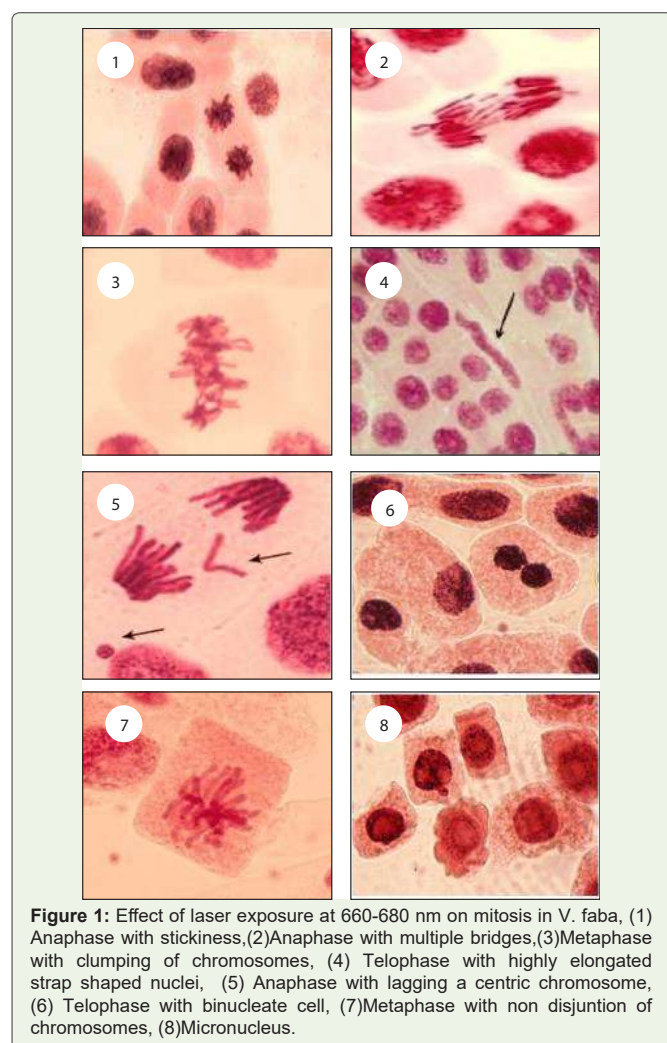 1
2
3
4
5
6
7
8
Figure 1: Effect of laser exposure at 660-680 nm on mitosis in V. faba, (1)
Anaphase with stickiness,(2)Anaphase with multiple bridges,(3)Metaphase
with clumping of chromosomes, (4) Telophase with highly elongated
strap shaped nuclei, (5) Anaphase with lagging a centric chromosome,
(6) Telophase with binucleate cell, (7)Metaphase with non disjuntion of
chromosomes, (8)Micronucleus.